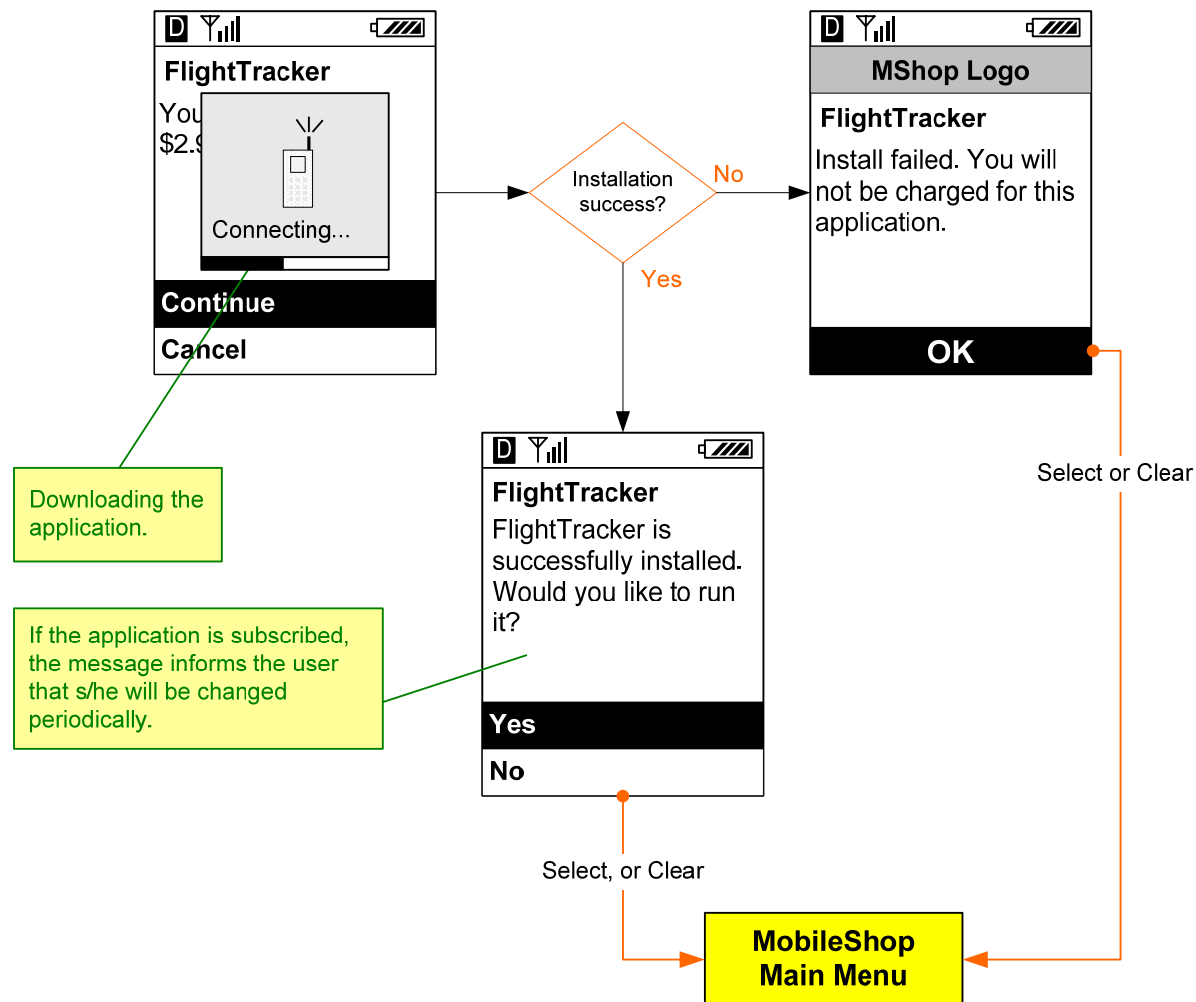 D
FlightTracker
You
$2.9
Connecting...
Continue
Cancel
Installation
success?
No
Yes
D
MShop Logo
FlightTracker
Install failed. You will
not be charged for this
application.
OK
Select or Clear
Downloading the
application.
D
FlightTracker
FlightTracker is
successfully installed.
Would you like to run
it?
Yes
No
If the application is subscribed,
the message informs the user
that s/he will be changed
periodically.
Select, or Clear
MobileShop
Main Menu